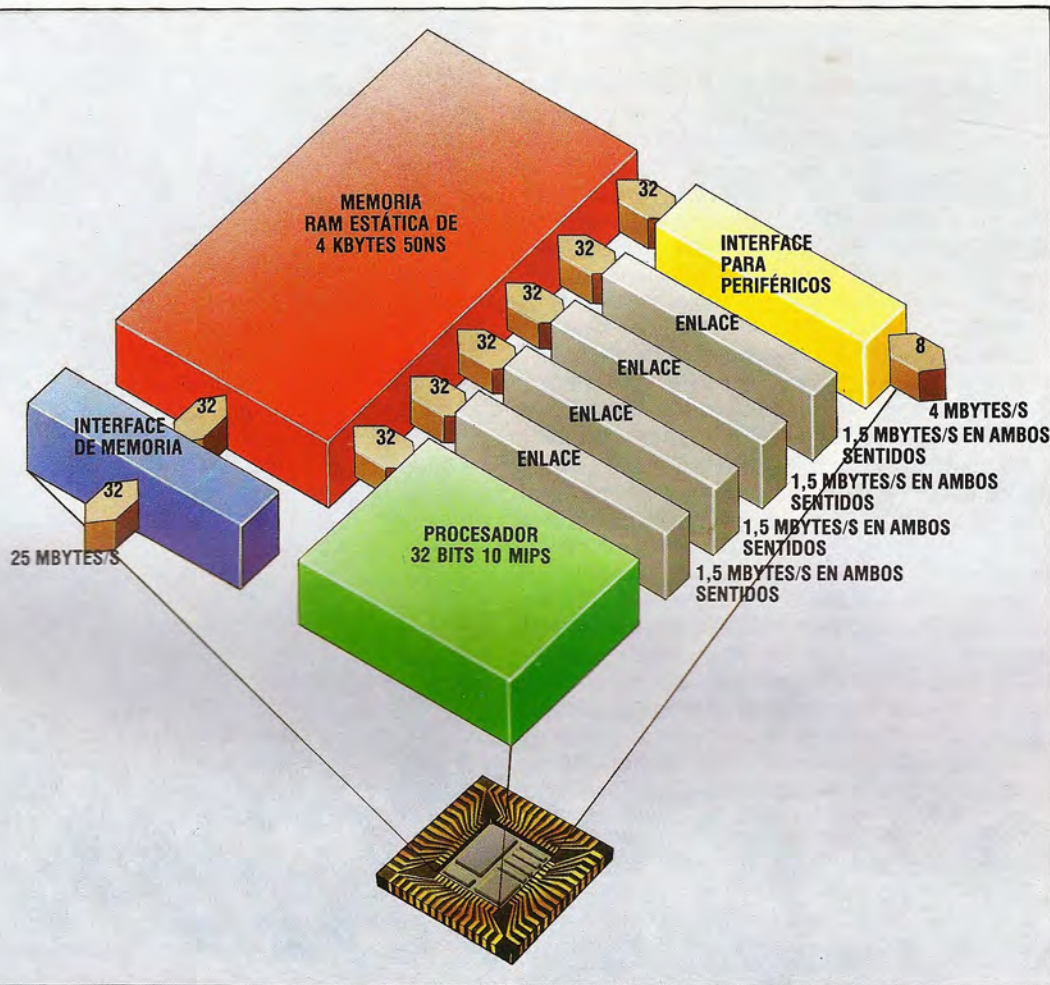 MEMORIA
RAM ESTÁTICA DE
4 KBYTES 50NS
32
INTERFACE
PARA
PERIFÉRICOS
32
32
ENLACE
8
32
ENLACE
4 MBYTES/S
32
ENLACE
1,5 MBYTES/S EN AMBOS
SENTIDOS
32
INTERFACE
DE MEMORIA
32
ENLACE
1,5 MBYTES/S EN AMBOS
SENTIDOS
32
PROCESADOR
32 BITS 10 MIPS
1,5 MBYTES/S EN AMBOS
SENTIDOS
25 MBYTES/S
1,5 MBYTES/S EN AMBOS
SENTIDOS